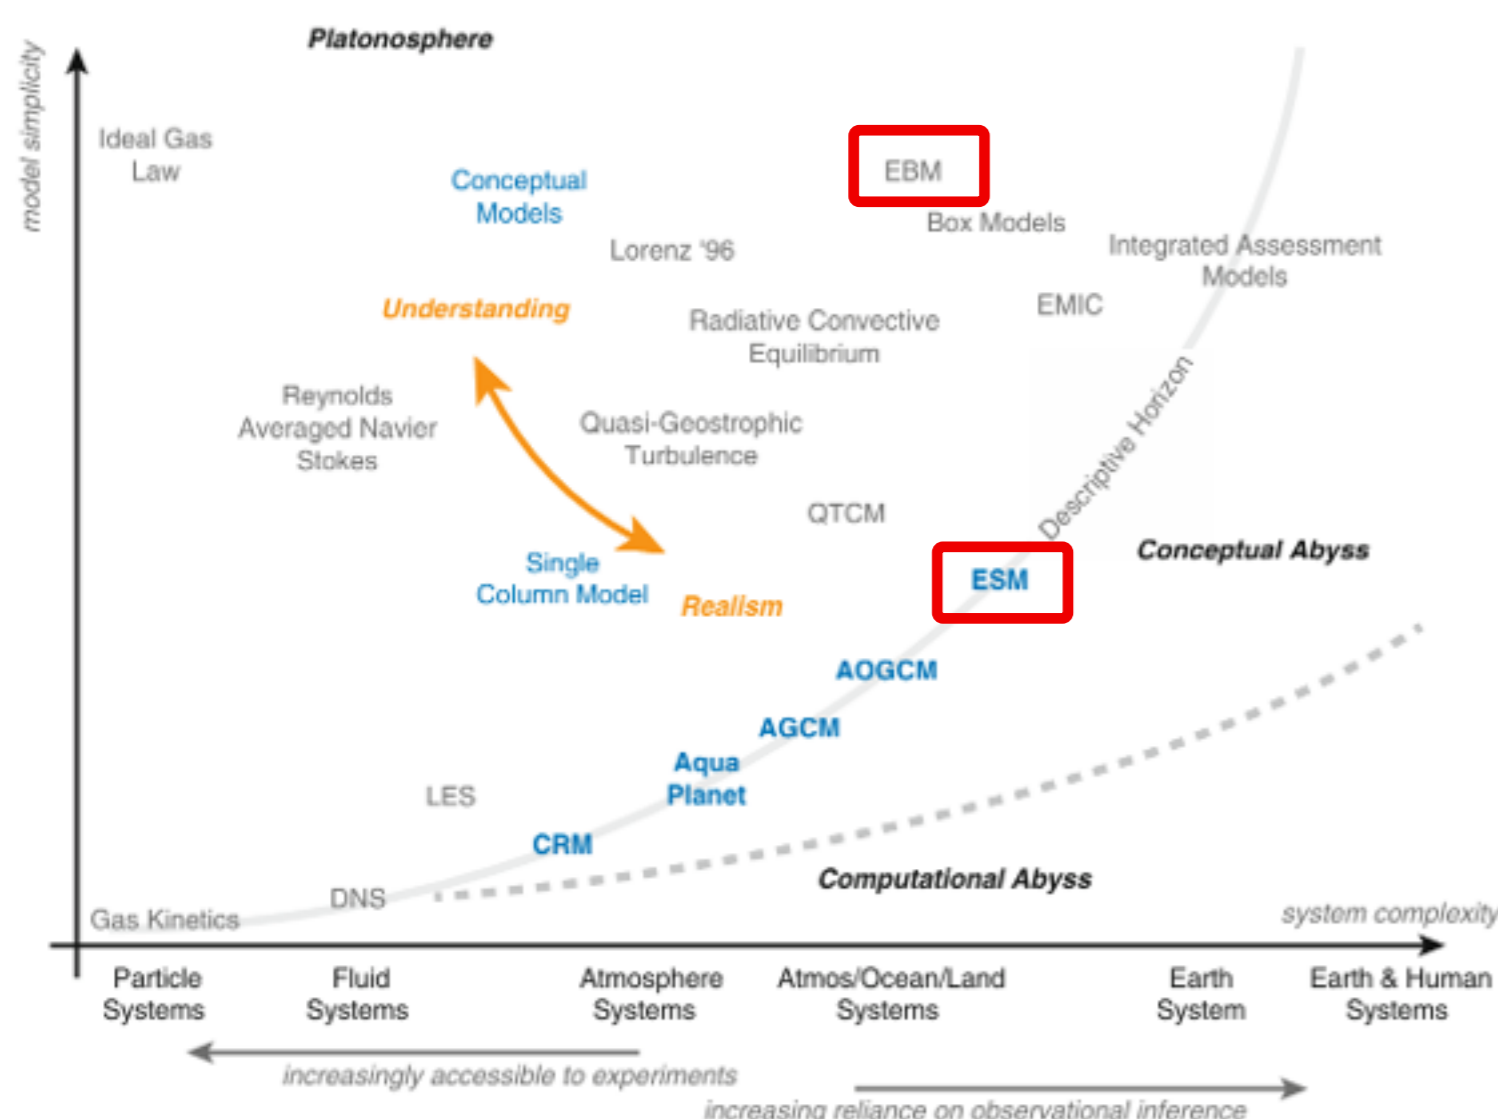 Platonosphere
model simplicity
Ideal Gas
Law
Conceptual
Models
EBM
Box Models
Lorenz '96
Integrated Assessment
Models
Understanding
EMIC
Radiative Convective
Equilibrium
Reynolds
Averaged Navier
Stokes
Quasi-Geostrophic
Turbulence
Descriptive Horizon
QTCM
Conceptual Abyss
Single
Column Model
ESM
Realism
AOGCM
AGCM
Aqua
Planet
LES
CRM
Computational Abyss
DNS
Gas Kinetics
system complexity
Particle
Systems
Fluid
Systems
Atmosphere
Systems
Atmos/Ocean/Land
Systems
Earth
System
Earth & Human
Systems
increasingly accessible to experiments
increasing reliance on observational inference